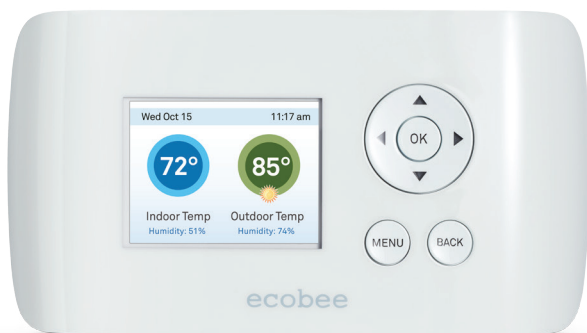 Wed Oct 15 11:17 am
72° 85°
Indoor Temp Outdoor Temp
Humidity: 51% Humidity: 74%
OK
MENU BACK
ecobee